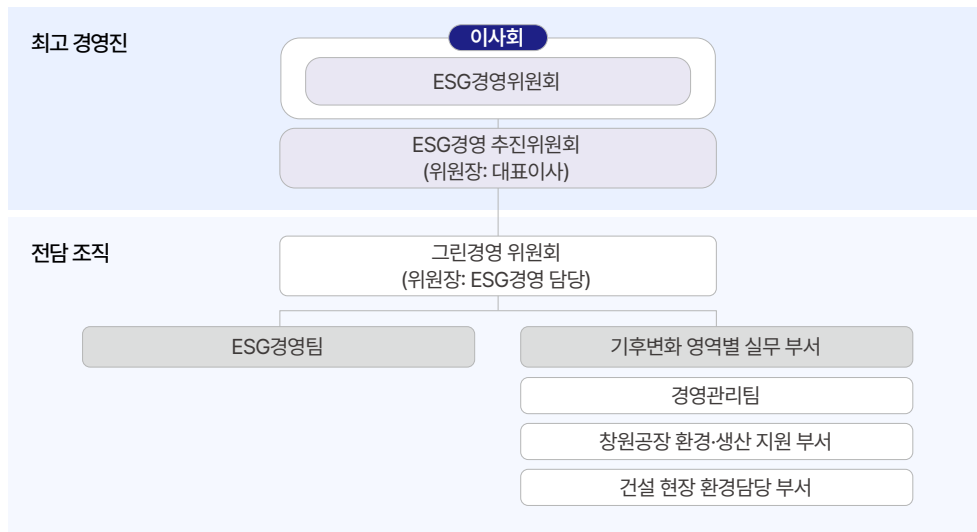 최고 경영진
이사회
ESG경영위원회
ESG경영 추진위원회
(위원장: 대표이사)
전담 조직
그린경영 위원회
(위원장: ESG경영 담당)
ESG경영팀
기후변화 영역별 실무 부서
경영관리팀
창원공장 환경·생산 지원 부서
건설 현장 환경담당 부서